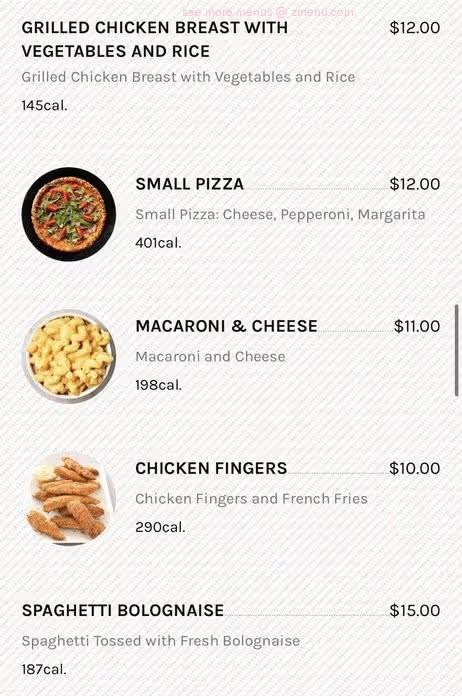 see more menus @ zmenu.com
GRILLED CHICKEN BREAST WITH $12.00
VEGETABLES AND RICE
Grilled Chicken Breast with Vegetables and Rice
145cal.
SMALL PIZZA $12.00
Small Pizza: Cheese, Pepperoni, Margarita
401cal.
MACARONI & CHEESE $11.00
Macaroni and Cheese
198cal.
CHICKEN FINGERS $10.00
Chicken Fingers and French Fries
290cal.
SPAGHETTI BOLOGNAISE $15.00
Spaghetti Tossed with Fresh Bolognaise
187cal.